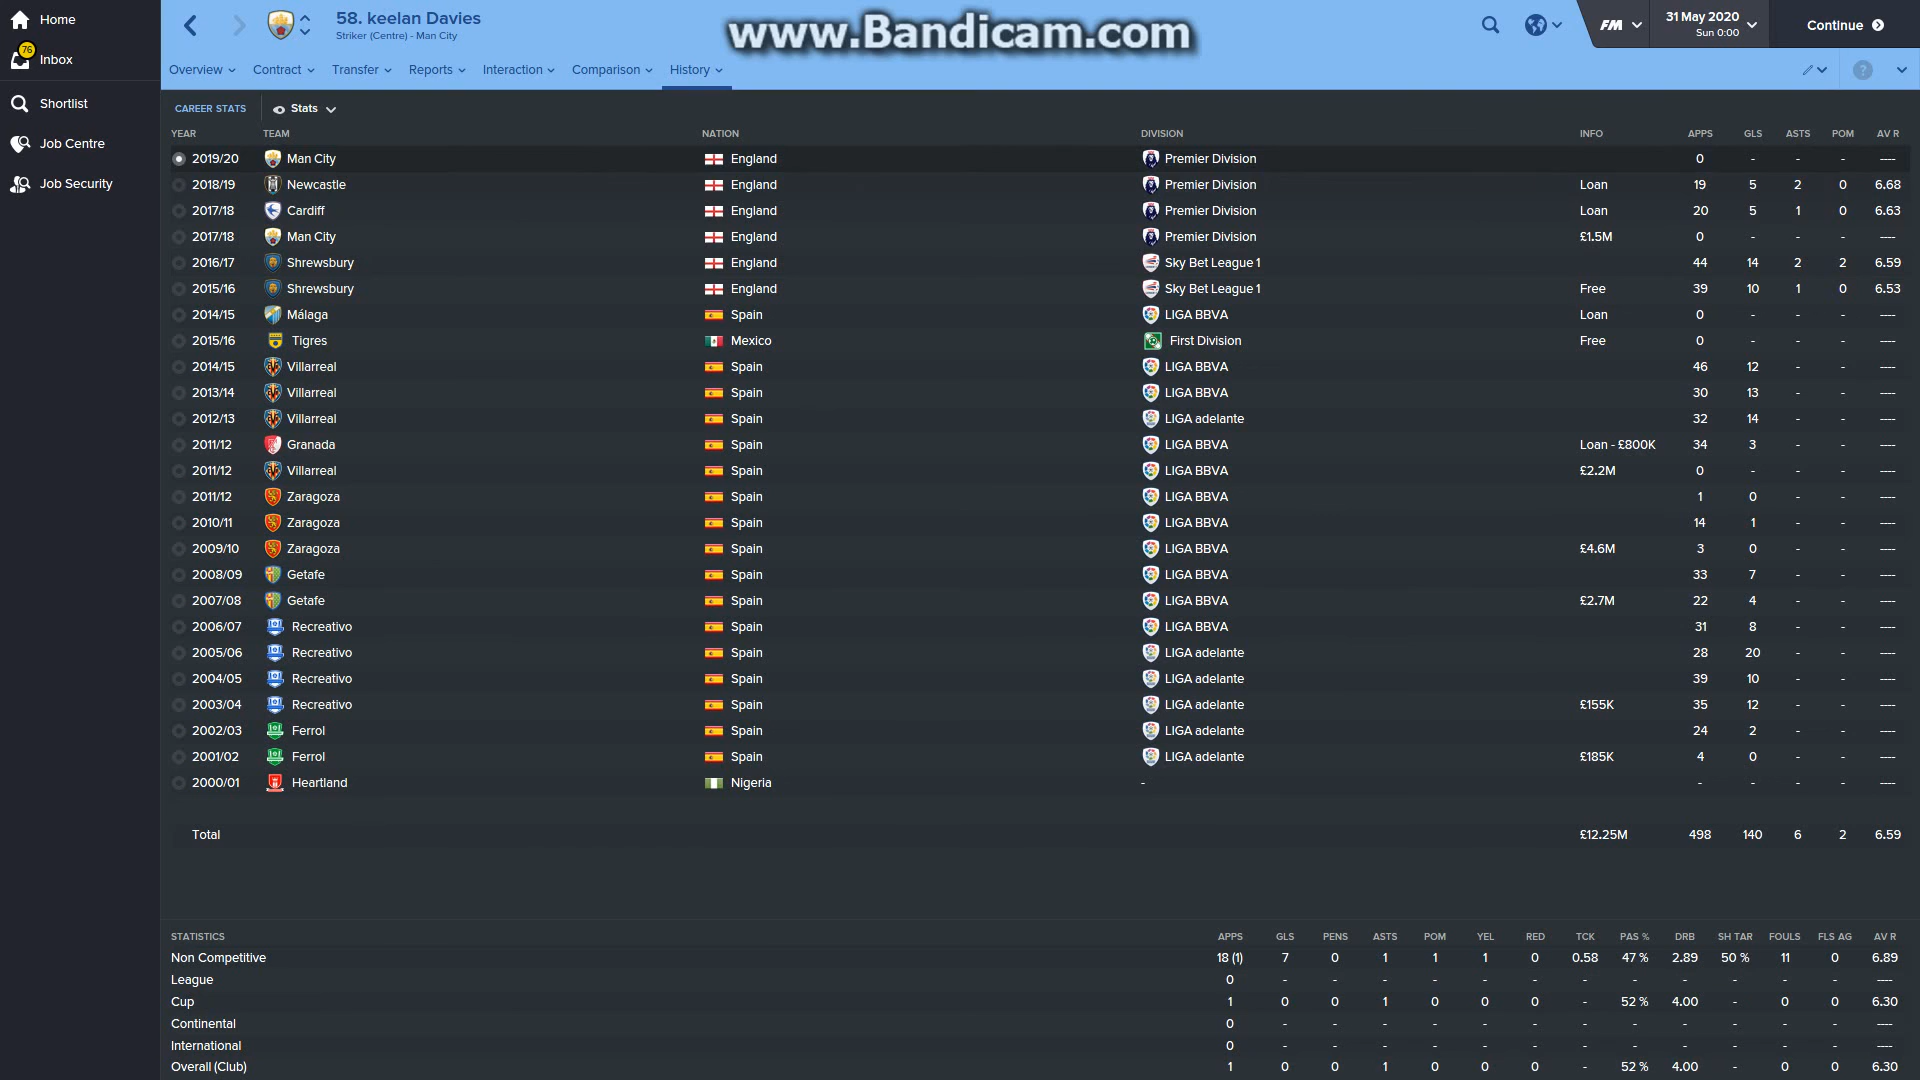 Home
Inbox
76
Shortlist
Job Centre
Job Security
58. keelan Davies
Striker (Centre) - Man City
www.Bandicam.com
FM
31 May 2020
Sun 0:00
Continue
Overview Contract Transfer Reports Interaction Comparison History
?
CAREER STATS Stats
YEAR TEAM NATION DIVISION INFO APPS GLS ASTS POM AV R
2019/20 Man City England Premier Division 0 - - - ----
2018/19 Newcastle England Premier Division Loan 19 5 2 0 6.68
2017/18 Cardiff England Premier Division Loan 20 5 1 0 6.63
2017/18 Man City England Premier Division £1.5M 0 - - - ----
2016/17 Shrewsbury England Sky Bet League 1 44 14 2 2 6.59
2015/16 Shrewsbury England Sky Bet League 1 Free 39 10 1 0 6.53
2014/15 Málaga Spain LIGA BBVA Loan 0 - - - ----
2015/16 Tigres Mexico First Division Free 0 - - - ----
2014/15 Villarreal Spain LIGA BBVA 46 12 - - ----
2013/14 Villarreal Spain LIGA BBVA 30 13 - - ----
2012/13 Villarreal Spain LIGA adelante 32 14 - - ----
2011/12 Granada Spain LIGA BBVA Loan - £800K 34 3 - - ----
2011/12 Villarreal Spain LIGA BBVA £2.2M 0 - - - ----
2011/12 Zaragoza Spain LIGA BBVA 1 0 - - ----
2010/11 Zaragoza Spain LIGA BBVA 14 1 - - ----
2009/10 Zaragoza Spain LIGA BBVA £4.6M 3 0 - - ----
2008/09 Getafe Spain LIGA BBVA 33 7 - - ----
2007/08 Getafe Spain LIGA BBVA £2.7M 22 4 - - ----
2006/07 Recreativo Spain LIGA BBVA 31 8 - - ----
2005/06 Recreativo Spain LIGA adelante 28 20 - - ----
2004/05 Recreativo Spain LIGA adelante 39 10 - - ----
2003/04 Recreativo Spain LIGA adelante £155K 35 12 - - ----
2002/03 Ferrol Spain LIGA adelante 24 2 - - ----
2001/02 Ferrol Spain LIGA adelante £185K 4 0 - - ----
2000/01 Heartland Nigeria - - - - - ----
Total £12.25M 498 140 6 2 6.59
STATISTICS APPS GLS PENS ASTS POM YEL RED TCK PAS % DRB SH TAR FOULS FLS AG AV R
Non Competitive 18 (1) 7 0 1 1 1 0 0.58 47 % 2.89 50 % 11 0 6.89
League 0 - - - - - - - - - - - - ----
Cup 1 0 0 1 0 0 0 - 52 % 4.00 - 0 0 6.30
Continental 0 - - - - - - - - - - - - ----
International 0 - - - - - - - - - - - - ----
Overall (Club) 1 0 0 1 0 0 0 - 52 % 4.00 - 0 0 6.30